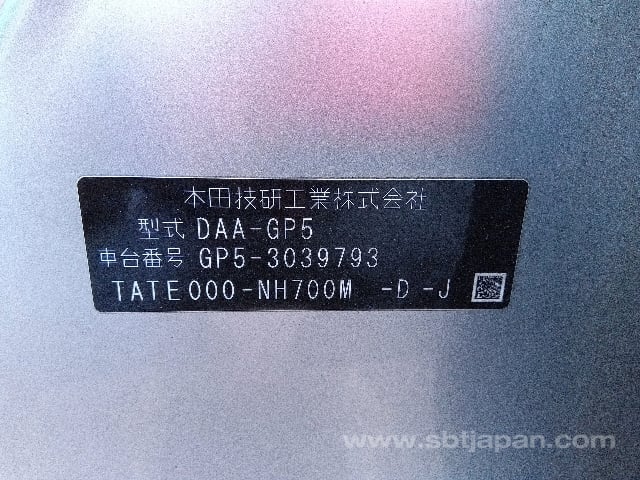 本田技研工業株式会社
型式 DAA-GP5
車台番号 GP5-3039793
TATE000-NH700M -D -J
www.sbtjapan.com